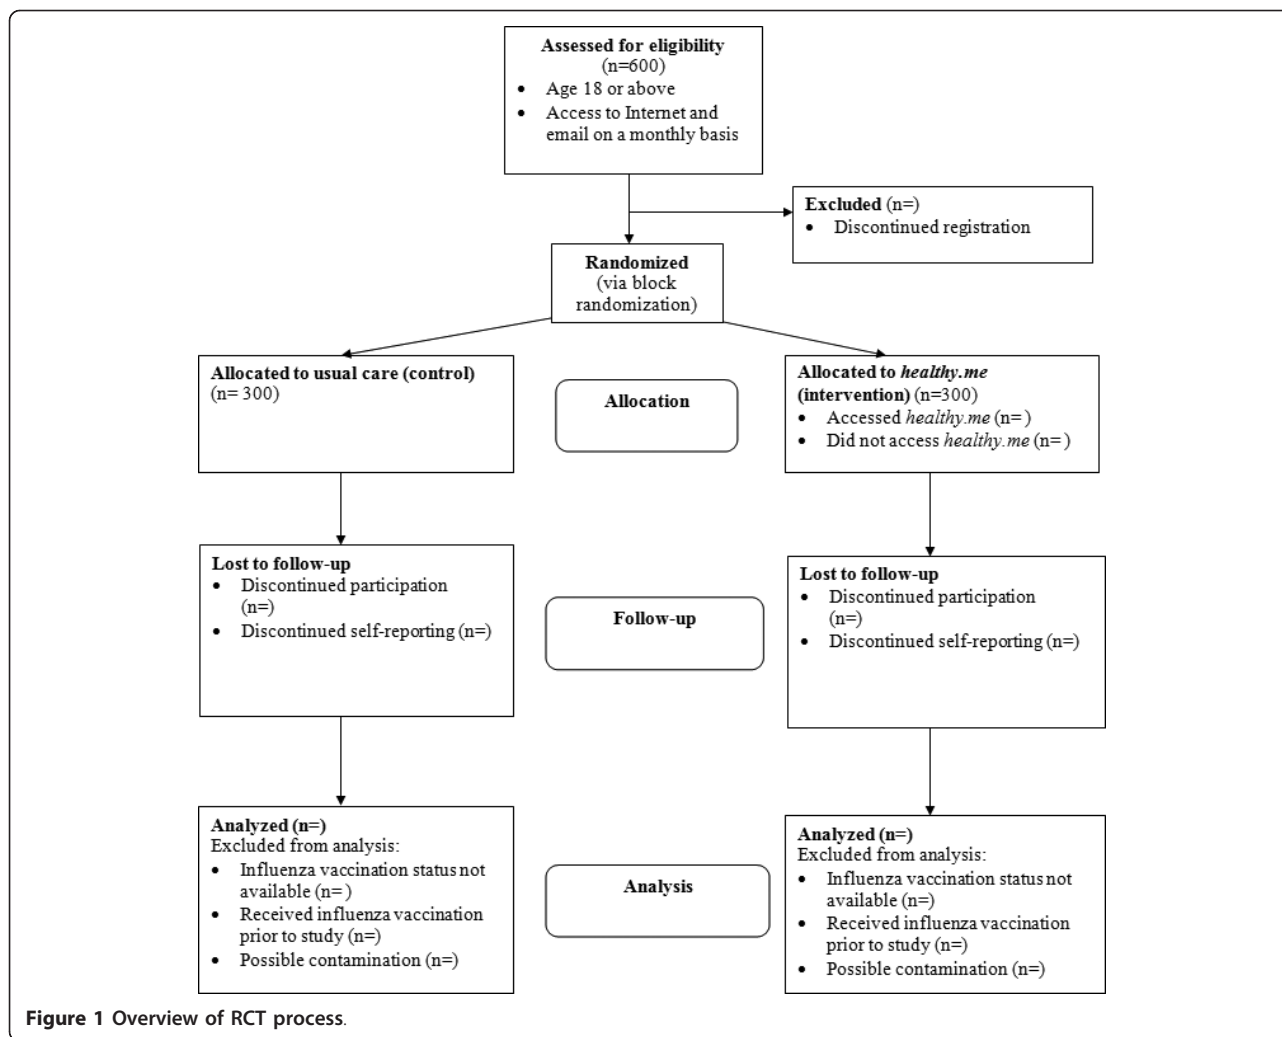 Assessed for eligibility
(n=600)
• Age 18 or above
• Access to Internet and
email on a monthly basis
Excluded (n=)
• Discontinued registration
Randomized
(via block
randomization)
Allocated to usual care (control)
(n= 300)
Allocation
Allocated to healthy.me
(intervention) (n=300)
• Accessed healthy.me (n= )
• Did not access healthy.me (n= )
Lost to follow-up
• Discontinued participation
(n=)
• Discontinued self-reporting (n=)
Follow-up
Lost to follow-up
• Discontinued participation
(n=)
• Discontinued self-reporting (n=)
Analyzed (n=)
Excluded from analysis:
• Influenza vaccination status not
available (n= )
• Received influenza vaccination
prior to study (n=)
• Possible contamination (n=)
Analysis
Analyzed (n=)
Excluded from analysis:
• Influenza vaccination status not
available (n=)
• Received influenza vaccination
prior to study (n=)
• Possible contamination (n=)
Figure 1 Overview of RCT process.